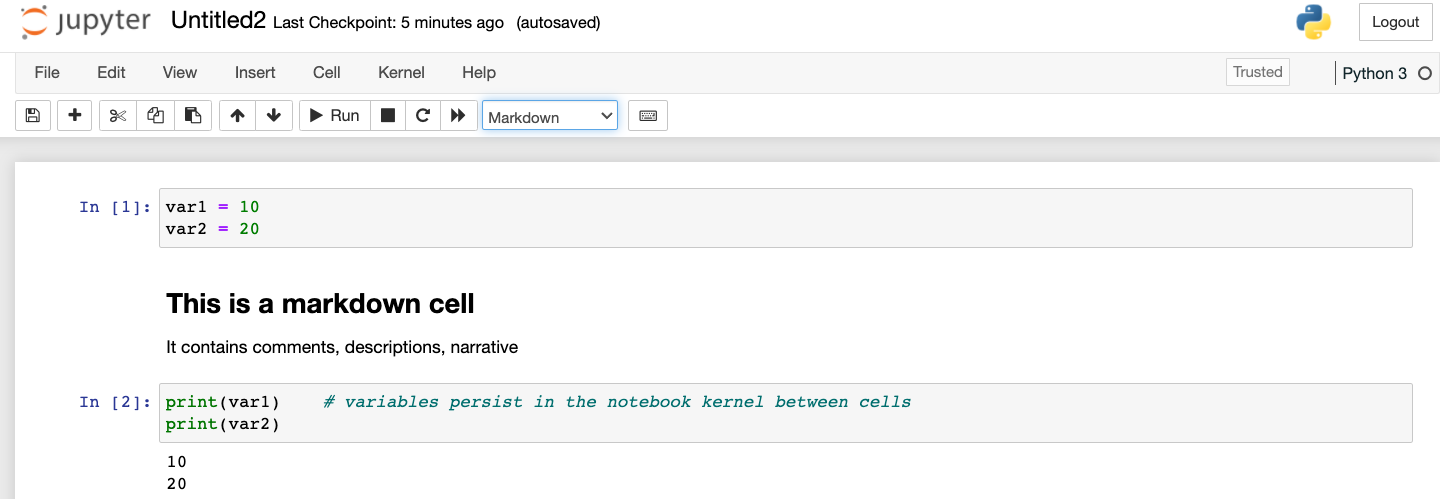 jupyter Untitled2 Last Checkpoint: 5 minutes ago (autosaved) Logout
File Edit View Insert Cell Kernel Help Trusted Python 3
Run Markdown
In [1]: var1 = 10
var2 = 20
This is a markdown cell
It contains comments, descriptions, narrative
In [2]: print(var1) # variables persist in the notebook kernel between cells
print(var2)
10
20